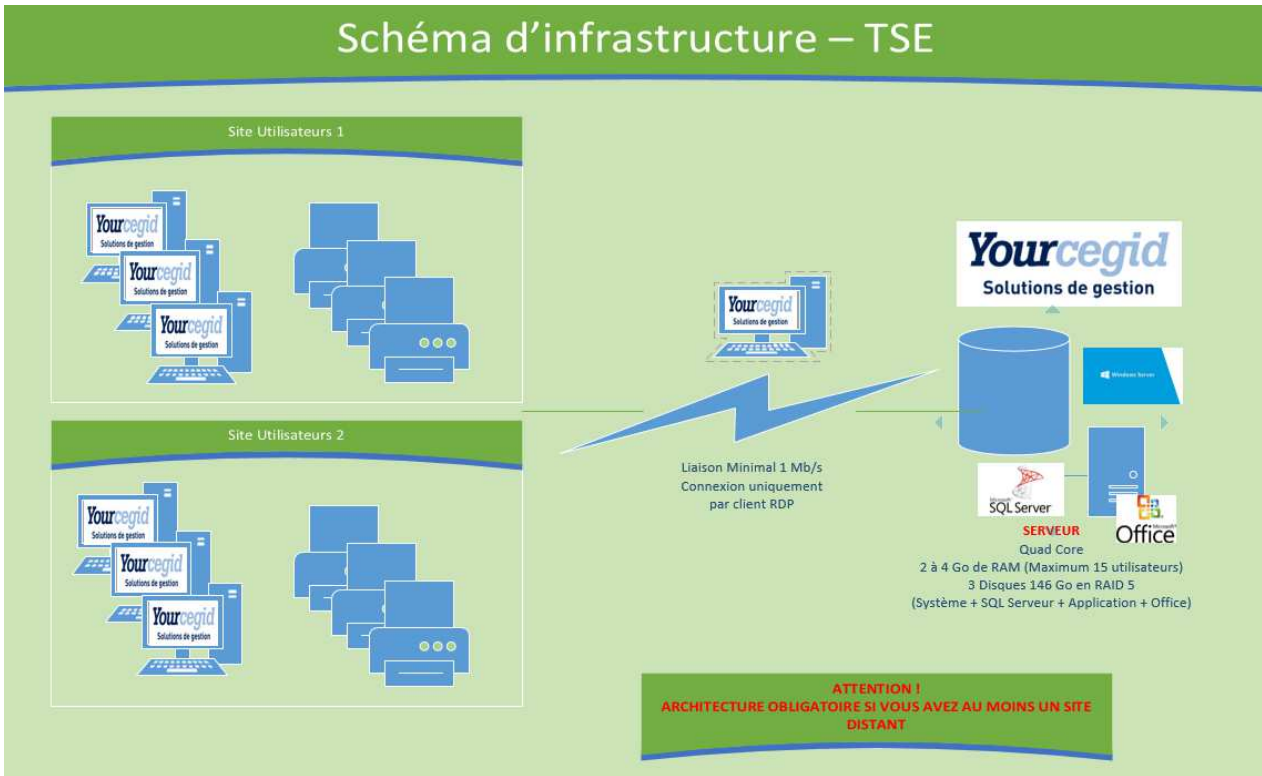 Schéma d’infrastructure – TSE
Site Utilisateurs 1
Yourcegid
Solutions de gestion
Yourcegid
Solutions de gestion
Yourcegid
Solutions de gestion
Site Utilisateurs 2
Yourcegid
Solutions de gestion
Yourcegid
Solutions de gestion
Yourcegid
Solutions de gestion
Yourcegid
Solutions de gestion
Liaison Minimal 1 Mb/s
Connexion uniquement
par client RDP
Yourcegid
Solutions de gestion
Windows Server
Microsoft
SQL Server
Microsoft
Office
SERVEUR
Quad Core
2 à 4 Go de RAM (Maximum 15 utilisateurs)
3 Disques 146 Go en RAID 5
(Système + SQL Serveur + Application + Office)
ATTENTION !
ARCHITECTURE OBLIGATOIRE SI VOUS AVEZ AU MOINS UN SITE
DISTANT